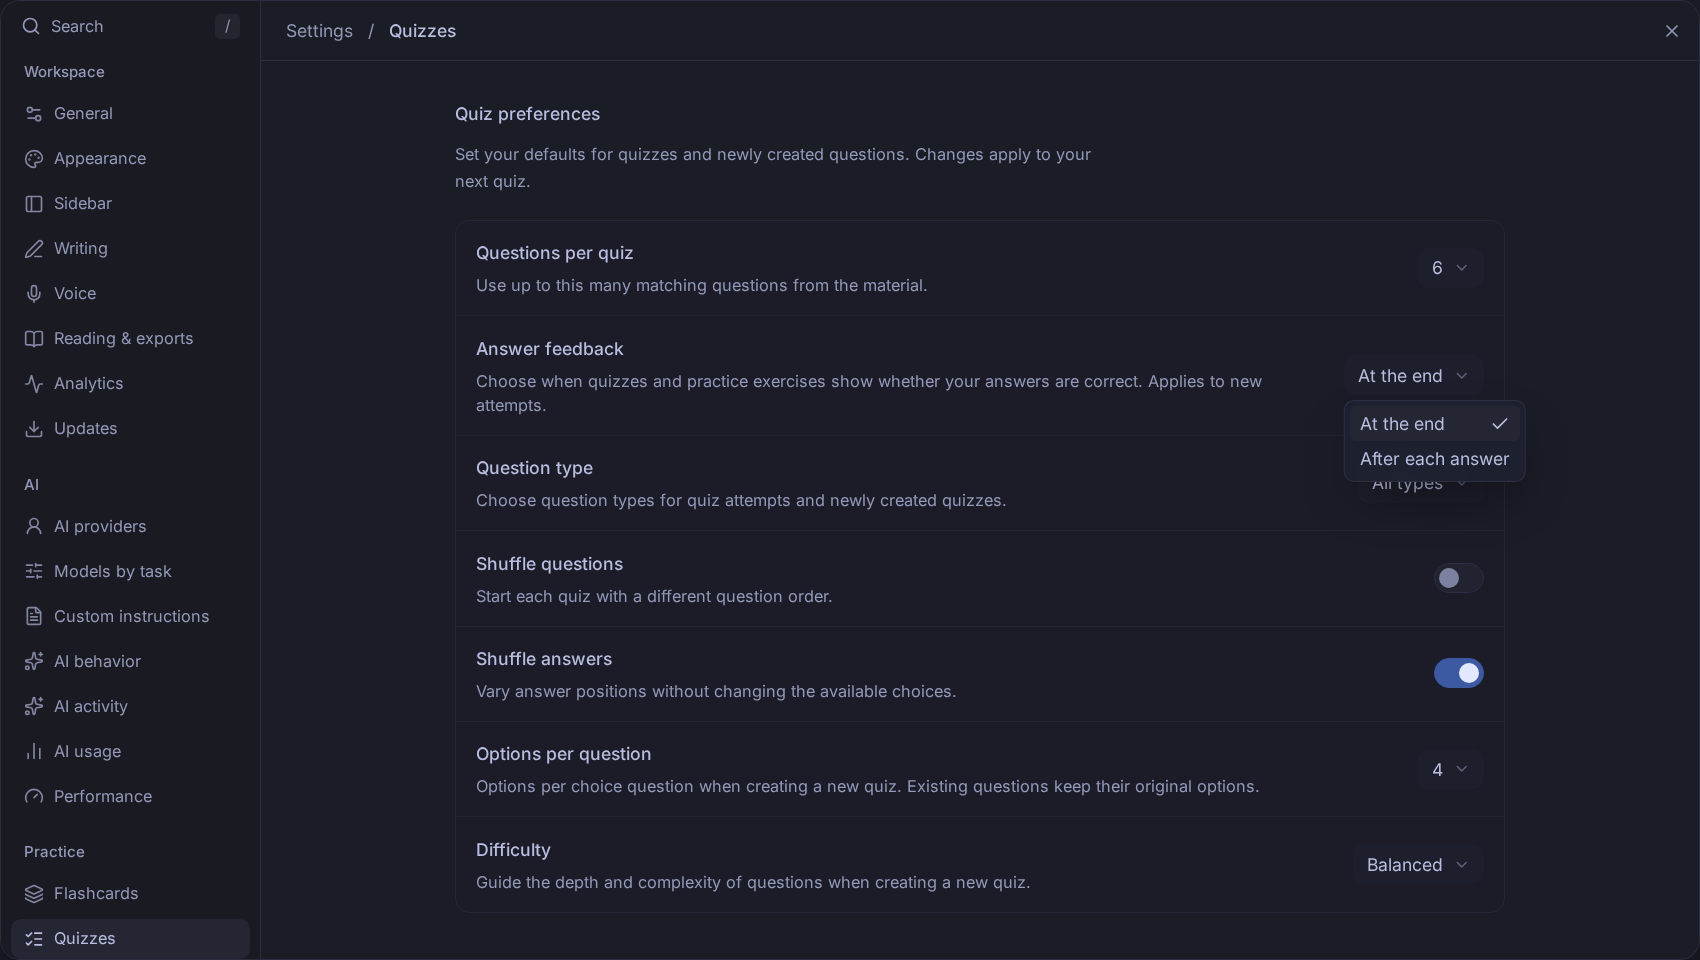 Search
/
Workspace
General
Appearance
Sidebar
Writing
Voice
Reading & exports
Analytics
Updates
AI
AI providers
Models by task
Custom instructions
AI behavior
AI activity
AI usage
Performance
Practice
Flashcards
Quizzes
Settings / Quizzes
Quiz preferences
Set your defaults for quizzes and newly created questions. Changes apply to your
next quiz.
Questions per quiz
Use up to this many matching questions from the material.
6
Answer feedback
Choose when quizzes and practice exercises show whether your answers are correct. Applies to new
attempts.
At the end
At the end
After each answer
Question type
Choose question types for quiz attempts and newly created quizzes.
All types
Shuffle questions
Start each quiz with a different question order.
Shuffle answers
Vary answer positions without changing the available choices.
Options per question
Options per choice question when creating a new quiz. Existing questions keep their original options.
4
Difficulty
Guide the depth and complexity of questions when creating a new quiz.
Balanced